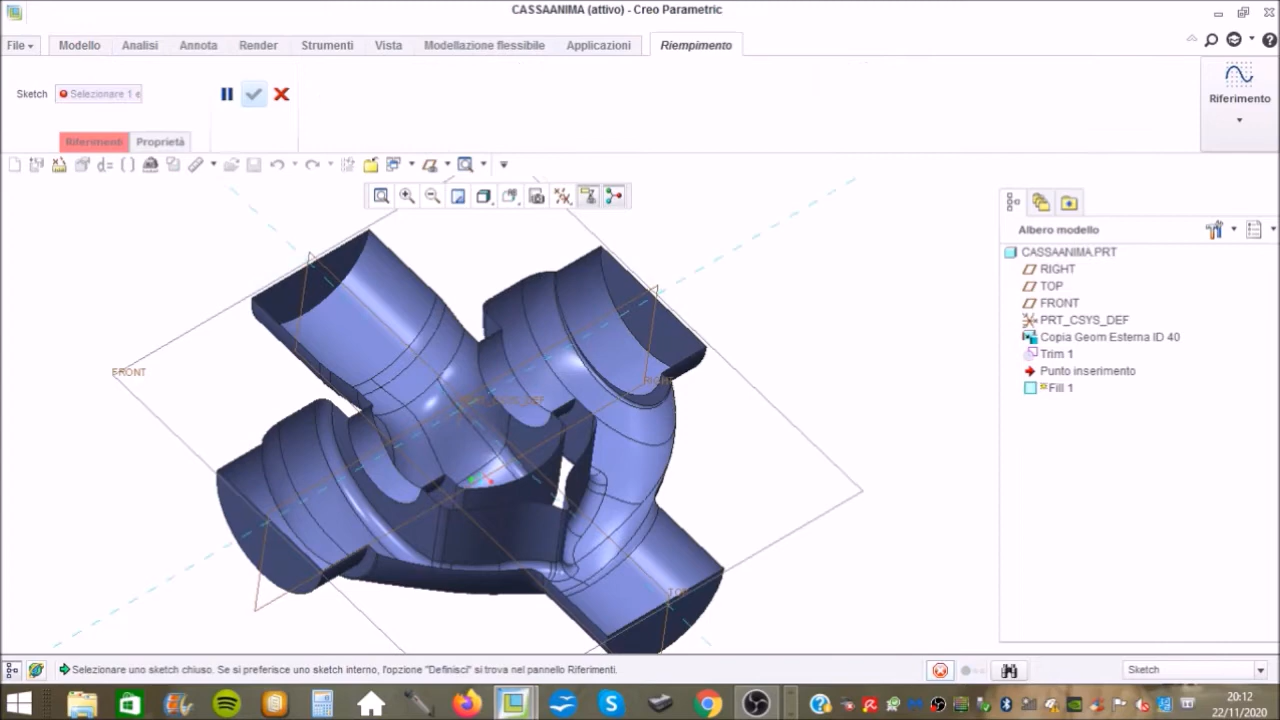 CASSAANIMA (attivo) - Creo Parametric
File Modello Analisi Annota Render Strumenti Vista Modellazione flessibile Applicazioni Riempimento
Sketch Selezionare 1 e
Riferimento
Riferimenti Proprietà
Albero modello
CASSAANIMA.PRT
RIGHT
TOP
FRONT
PRT_CSYS_DEF
Copia Geom Esterna ID 40
Trim 1
Punto inserimento
Fill 1
FRONT
TOP
Selezionare uno sketch chiuso. Se si preferisce uno sketch interno, l'opzione "Definisci" si trova nel pannello Riferimenti.
Sketch
20:12
22/11/2020